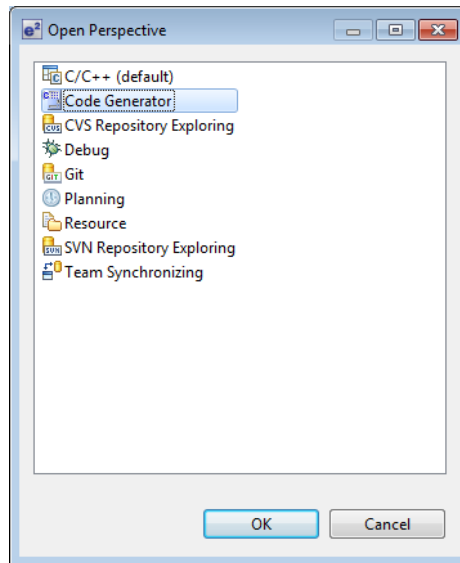 e² Open Perspective
C/C++ (default)
Code Generator
CVS Repository Exploring
Debug
Git
Planning
Resource
SVN Repository Exploring
Team Synchronizing
OK
Cancel